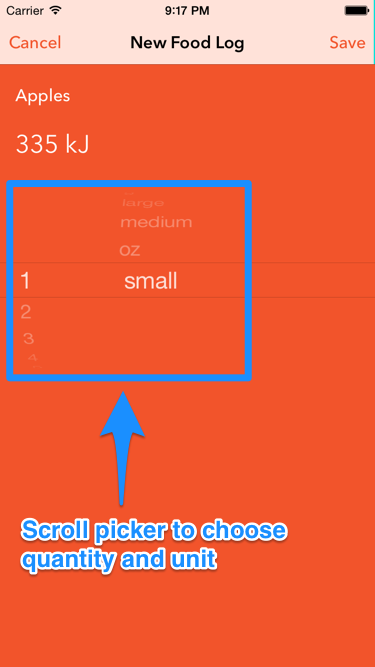 Carrier 9:17 PM
Cancel New Food Log Save
Apples
335 kJ
large
medium
oz
1 small
2
3
4
Scroll picker to choose
quantity and unit